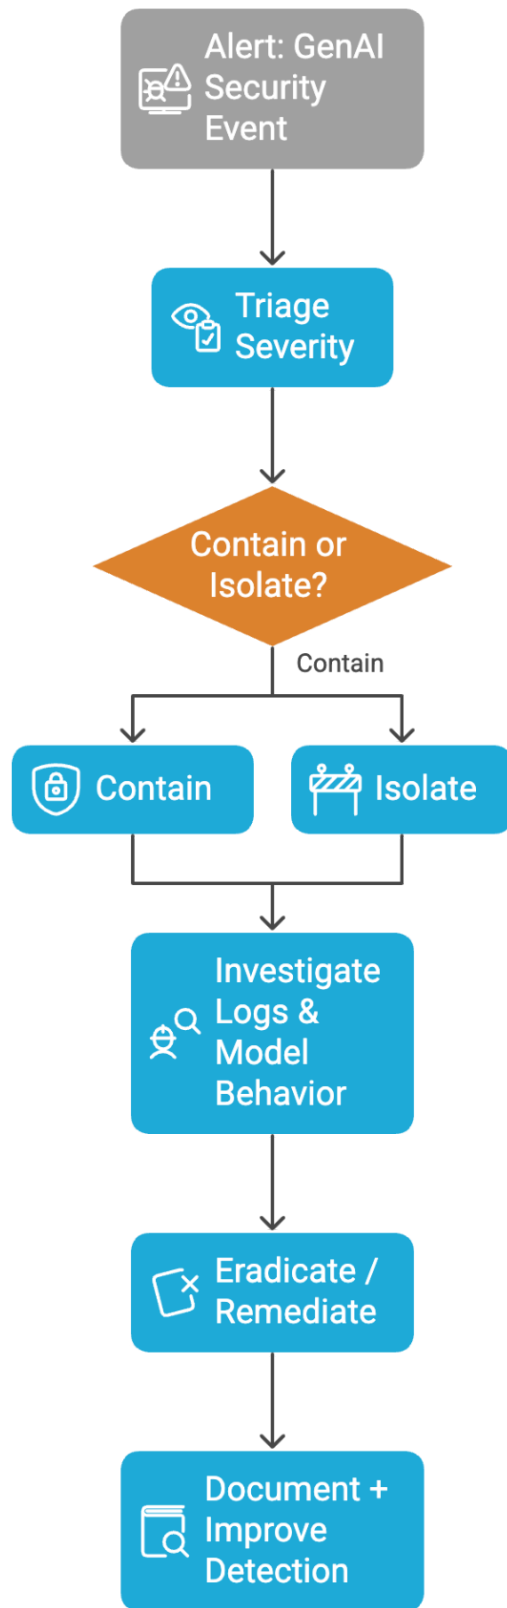 Alert: GenAI
Security
Event
Triage
Severity
Contain or
Isolate?
Contain
Contain
Isolate
Investigate
Logs &
Model
Behavior
Eradicate /
Remediate
Document +
Improve
Detection